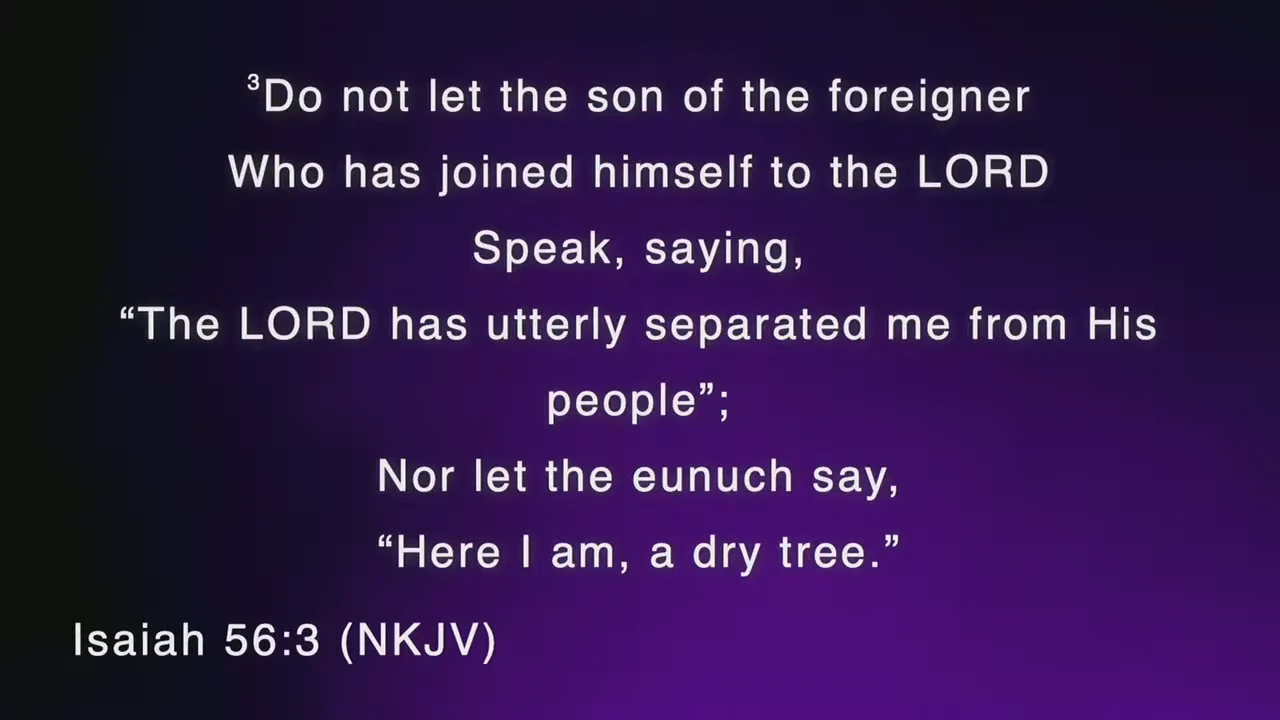 ³Do not let the son of the foreigner
Who has joined himself to the LORD
Speak, saying,
“The LORD has utterly separated me from His
people”;
Nor let the eunuch say,
“Here I am, a dry tree.”
Isaiah 56:3 (NKJV)